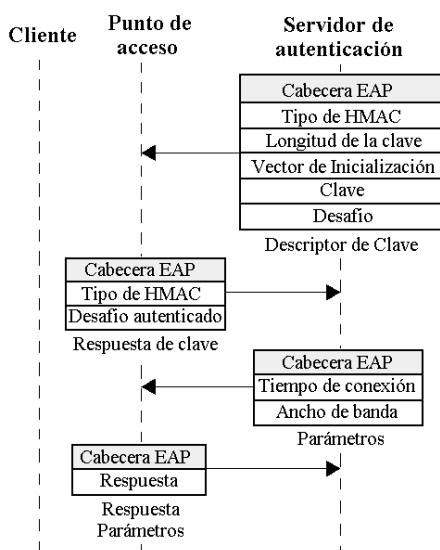 Cliente
Punto de
acceso
Servidor de
autenticación
Cabecera EAP
Tipo de HMAC
Longitud de la clave
Vector de Inicialización
Clave
Desafío
Descriptor de Clave
Cabecera EAP
Tipo de HMAC
Desafio autenticado
Respuesta de clave
Cabecera EAP
Tiempo de conexión
Ancho de banda
Parámetros
Cabecera EAP
Respuesta
Respuesta
Parámetros